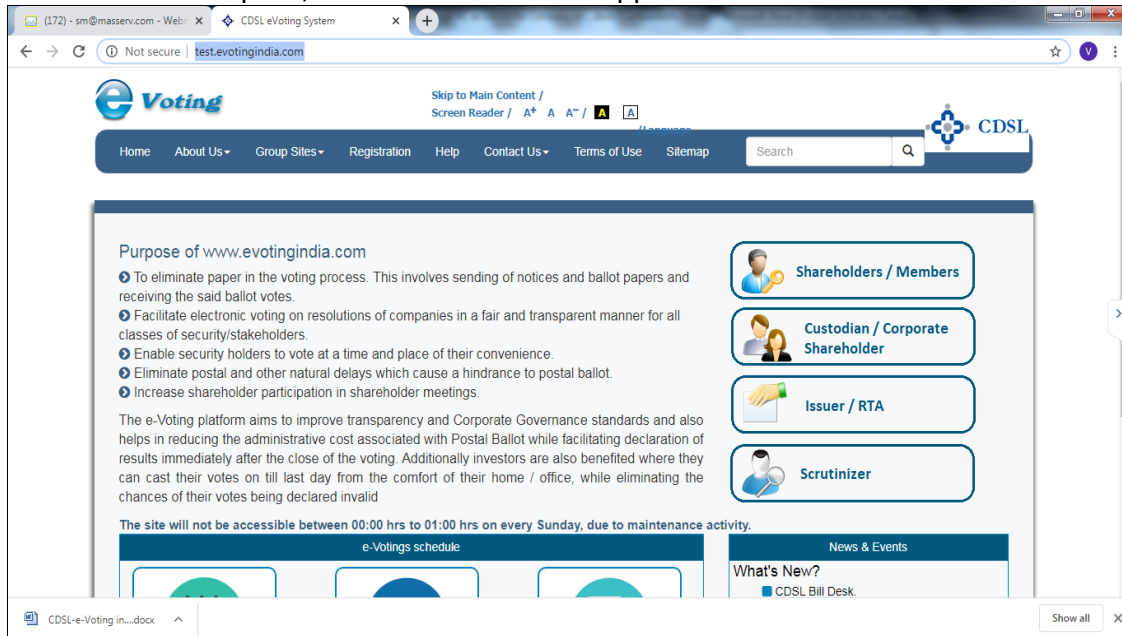 (172) - sm@masserv.com - Webm
CDSL eVoting System
Not secure | test.evotingindia.com
V
e Voting
Skip to Main Content /
Screen Reader / A+ A A- / A A
/Language
CDSL
Home About Us Group Sites Registration Help Contact Us Terms of Use Sitemap Search
Purpose of www.evotingindia.com
To eliminate paper in the voting process. This involves sending of notices and ballot papers and
receiving the said ballot votes.
Facilitate electronic voting on resolutions of companies in a fair and transparent manner for all
classes of security/stakeholders.
Enable security holders to vote at a time and place of their convenience.
Eliminate postal and other natural delays which cause a hindrance to postal ballot.
Increase shareholder participation in shareholder meetings.
The e-Voting platform aims to improve transparency and Corporate Governance standards and also
helps in reducing the administrative cost associated with Postal Ballot while facilitating declaration of
results immediately after the close of the voting. Additionally investors are also benefited where they
can cast their votes on till last day from the comfort of their home / office, while eliminating the
chances of their votes being declared invalid
Shareholders / Members
Custodian / Corporate
Shareholder
Issuer / RTA
Scrutinizer
The site will not be accessible between 00:00 hrs to 01:00 hrs on every Sunday, due to maintenance activity.
e-Votings schedule
News & Events
What's New?
CDSL Bill Desk.
CDSL-e-Voting in....docx
Show all